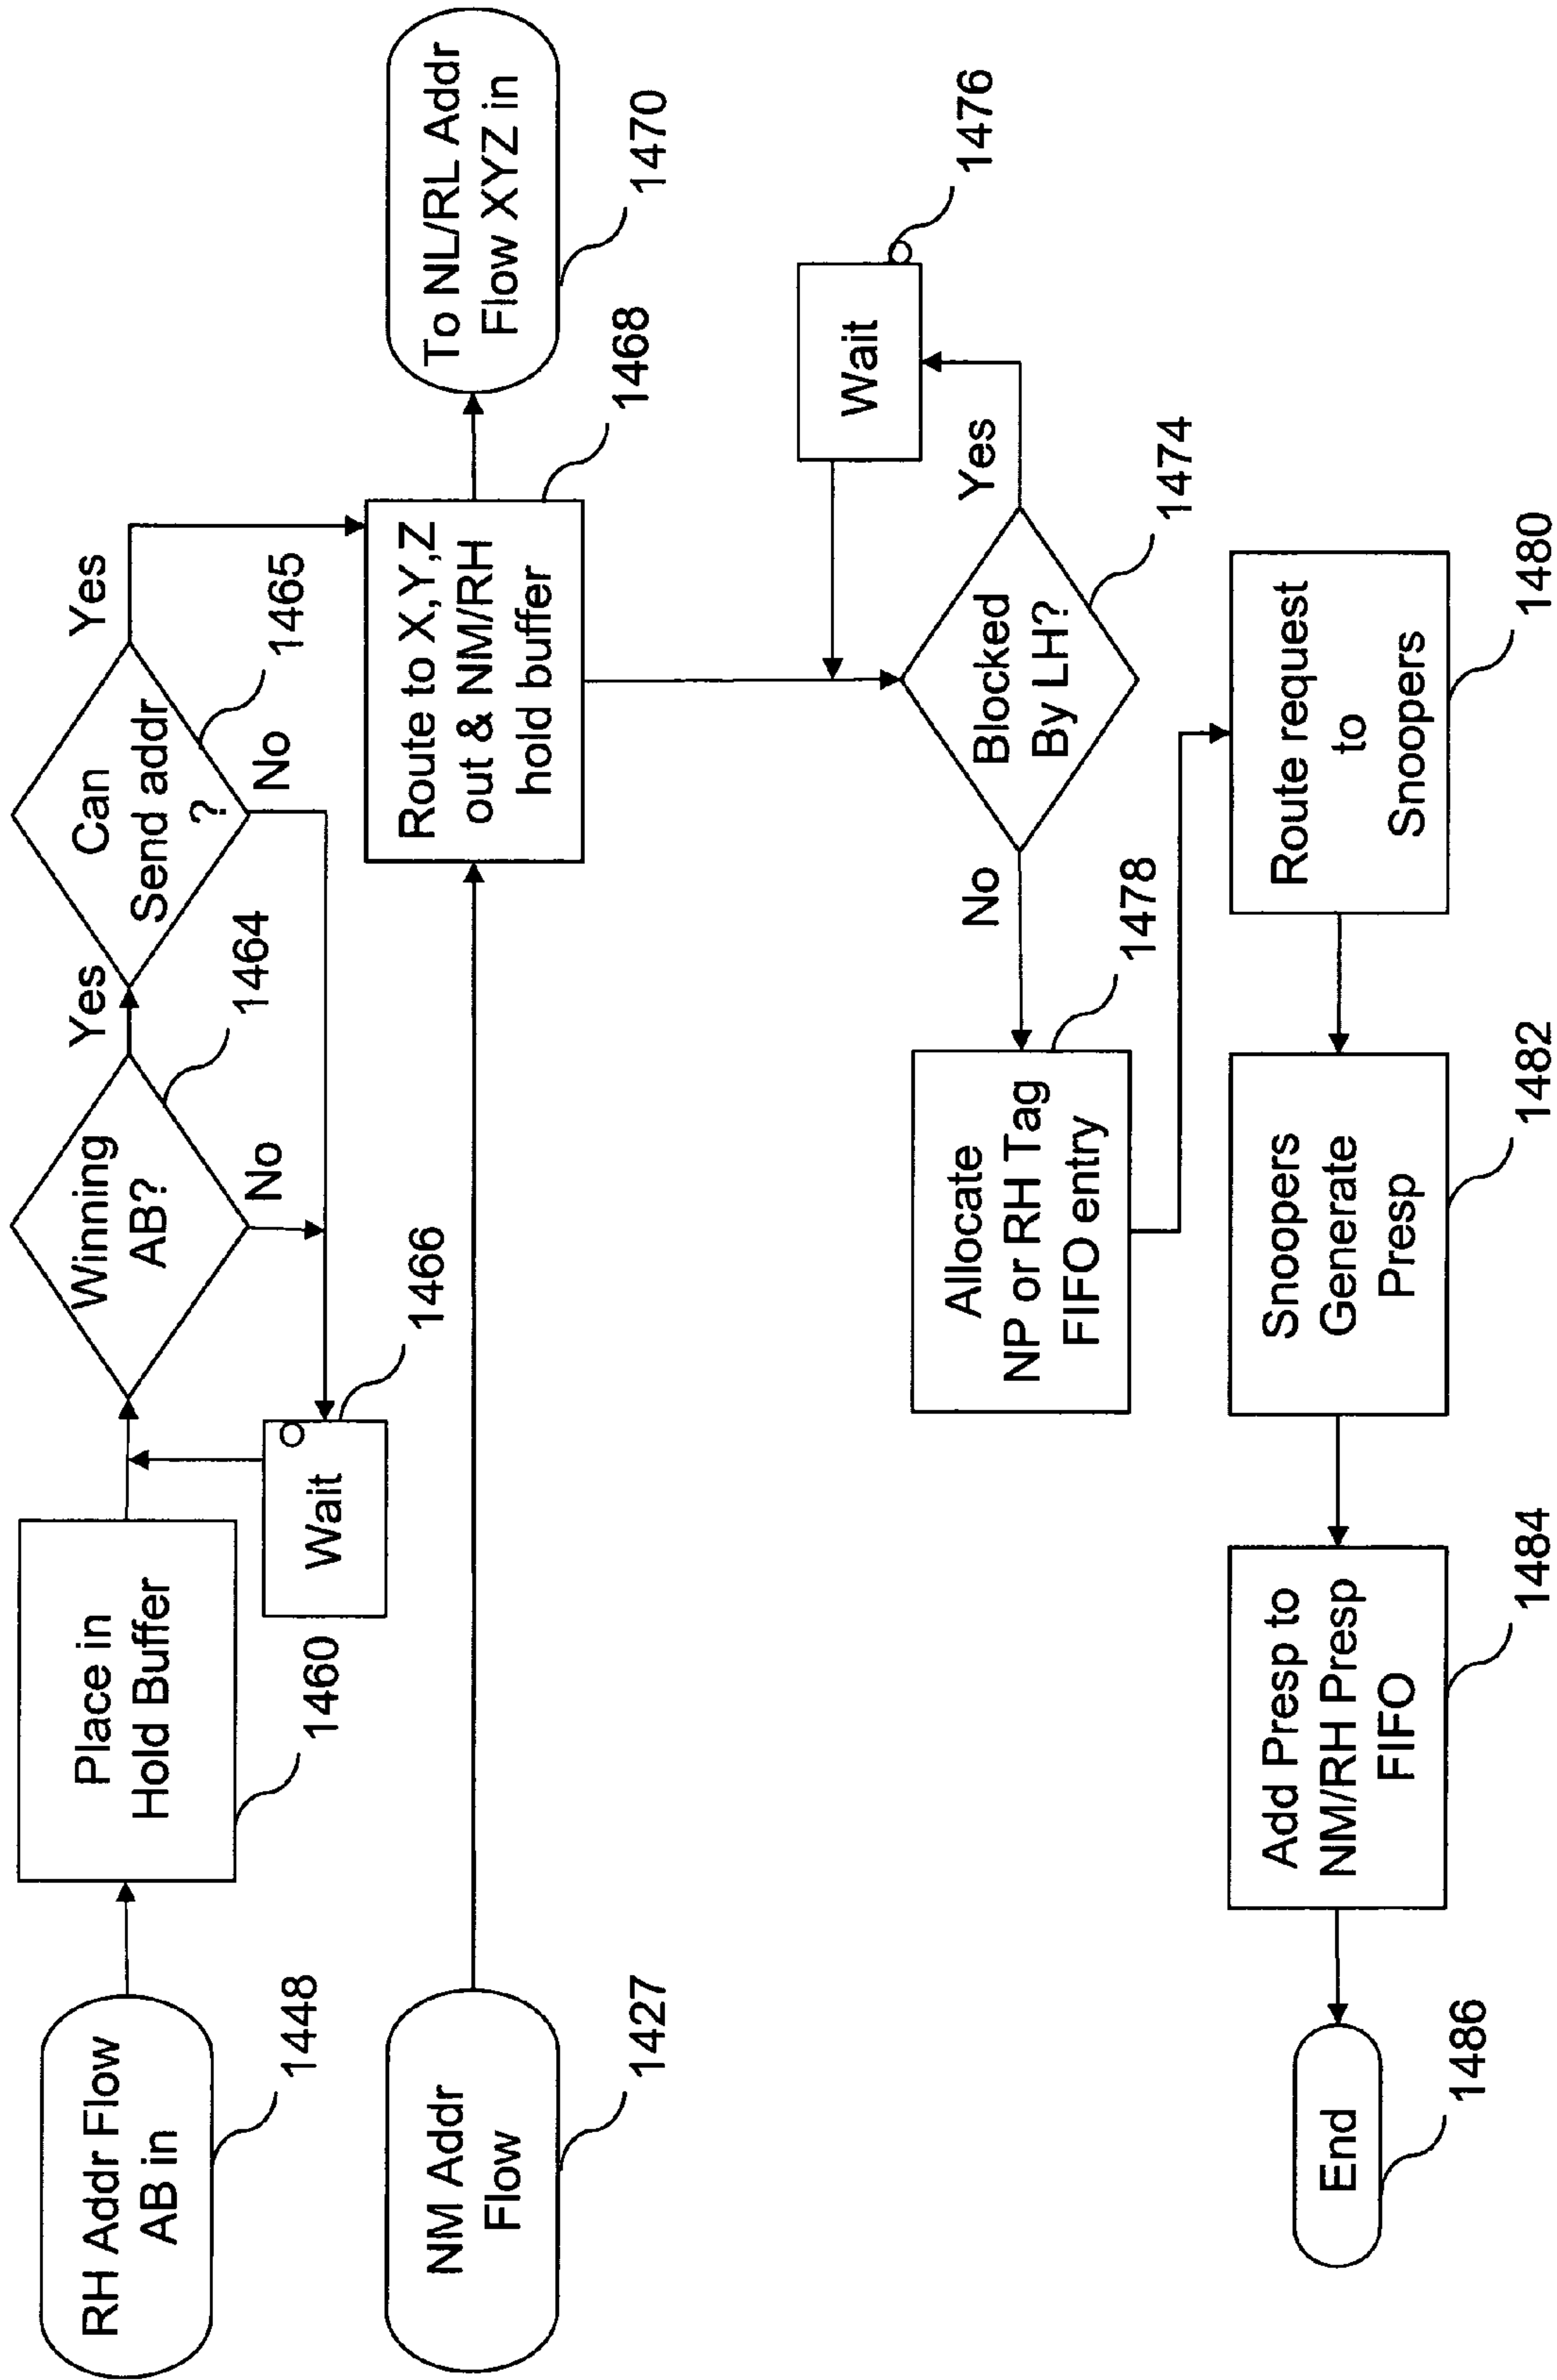 RH Addr Flow
AB in
1448
Place in
Hold Buffer
1460
Wait
1466
Winning
AB?
1464
Yes
No
Can
Send addr
?
1465
Yes
No
NM Addr
Flow
1427
Route to X,Y,Z
out & NM/RH
hold buffer
1468
To NL/RL Addr
Flow XYZ in
1470
Wait
1476
Blocked
By LH?
1474
Yes
No
Allocate
NP or RH Tag
FIFO entry
1478
Route request
to
Snoopers
1480
Snoopers
Generate
Presp
1482
Add Presp to
NM/RH Presp
FIFO
1484
End
1486